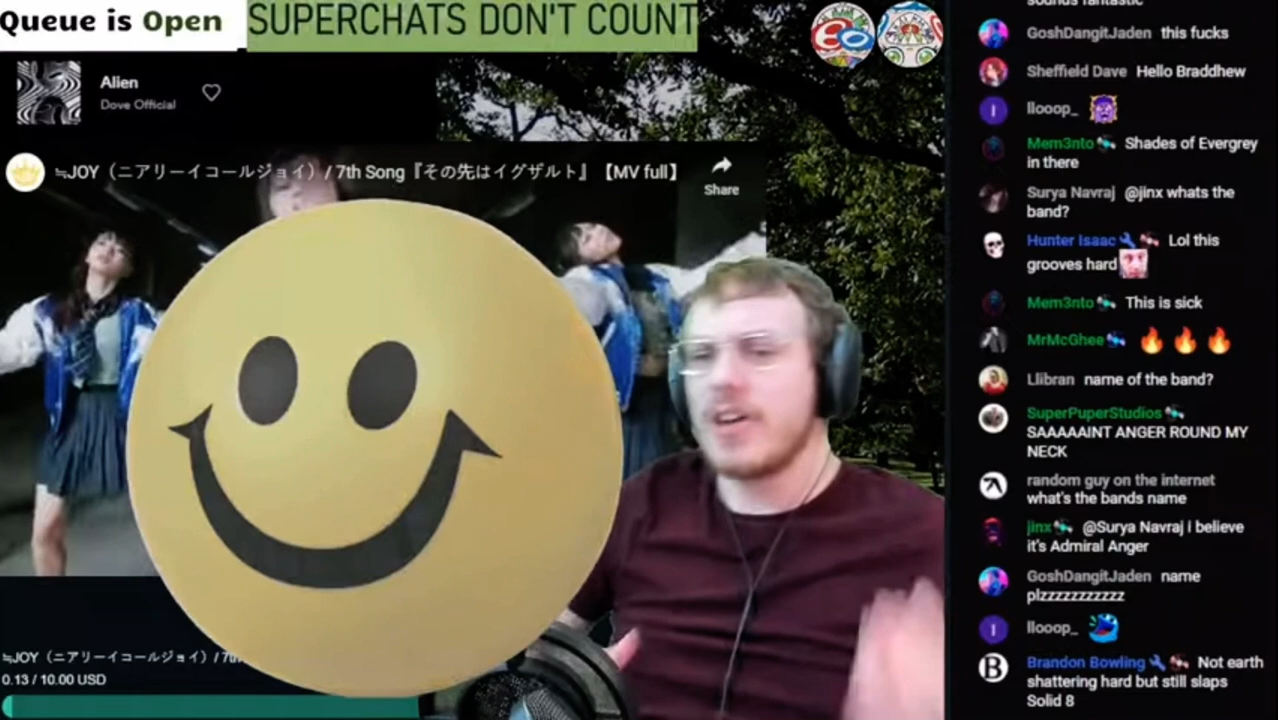 Queue is Open
SUPERCHATS DON'T COUNT
Alien
Dove Official
≒JOY（ニアリーイコールジョイ）/ 7th Song『その先はイグザルト』【MV full】
Share
≒JOY（ニアリーイコールジョイ）/
0.13 / 10.00 USD
sounds fantastic
GoshDangitJaden this fucks
Sheffield Dave Hello Braddhew
I llooop_
Mem3nto Shades of Evergrey
in there
Surya Navraj @jinx whats the
band?
Hunter Isaac Lol this
grooves hard
Mem3nto This is sick
MrMcGhee 🔥🔥🔥
Llibran name of the band?
SuperPuperStudios
SAAAAAINT ANGER ROUND MY
NECK
random guy on the internet
what's the bands name
jinx @Surya Navraj i believe
it's Admiral Anger
GoshDangitJaden name
plzzzzzzzzzzz
I llooop_
B Brandon Bowling Not earth
shattering hard but still slaps
Solid 8